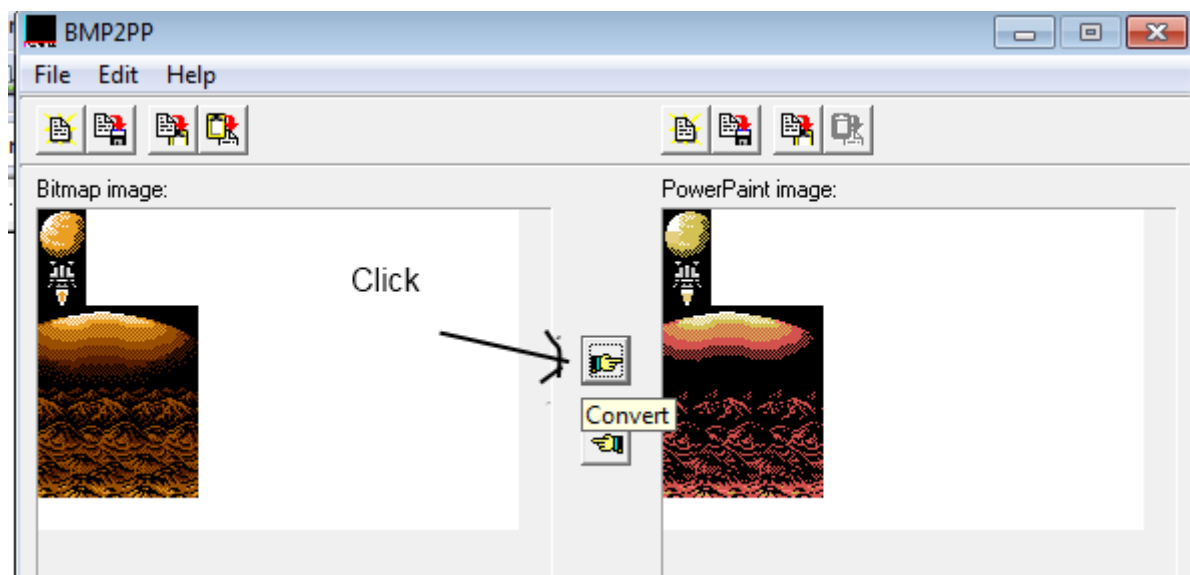 BMP2PP
File Edit Help
Bitmap image:
PowerPaint image:
Click
Convert